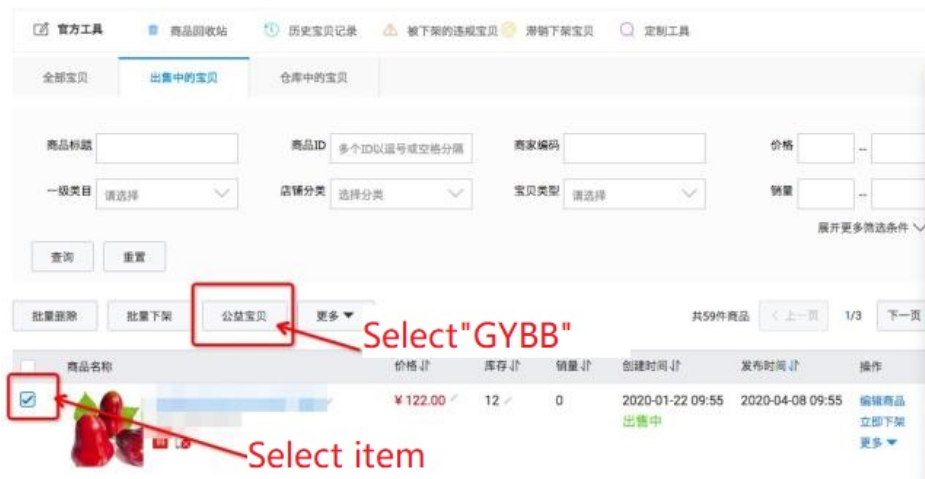 官方工具 商品回收站 历史宝贝记录 被下架的违规宝贝 滞销下架宝贝 定制工具
全部宝贝 出售中的宝贝 仓库中的宝贝
商品标题 商品ID 多个ID以逗号或空格分隔 商家编码 价格 --
一级类目 请选择 店铺分类 选择分类 宝贝类型 请选择 销量 --
展开更多筛选条件
查询 重置
批量删除 批量下架 公益宝贝 更多 共59件商品 < 上一页 1/3 下一页
Select"GYBB"
商品名称 价格 库存 销量 创建时间 发布时间 操作
¥122.00 12 0 2020-01-22 09:55 2020-04-08 09:55 编辑商品
出售中 立即下架
更多
Select item